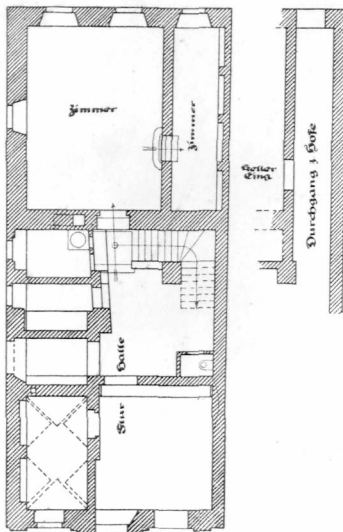 Zimmer
Zimmer
Keller
Eing
Durchgang z Hofe
Halle
Flur